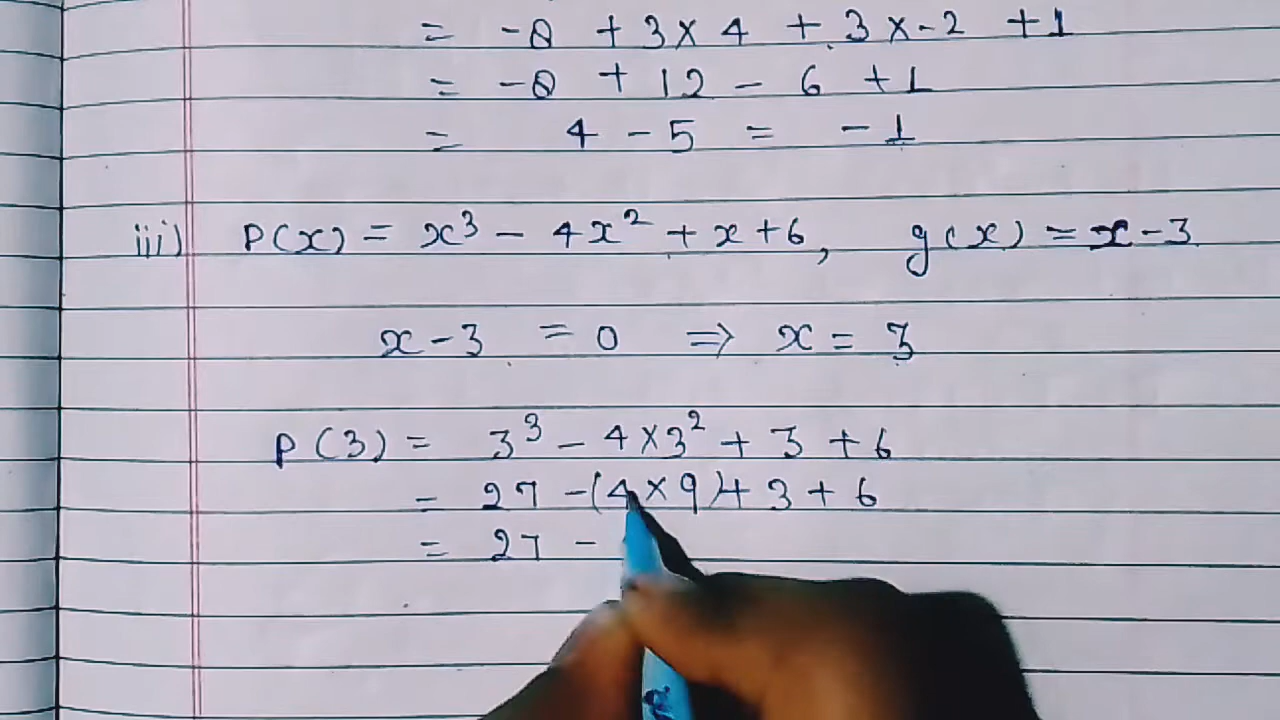 = -8 + 3 × 4 + 3 × -2 + 1
= -8 + 12 - 6 + 1
= 4 - 5 = -1
iii) P(x) = x³ - 4x² + x + 6, g(x) = x - 3
x - 3 = 0 ⇒ x = 3
P(3) = 3³ - 4 × 3² + 3 + 6
= 27 - (4 × 9) + 3 + 6
= 27 -